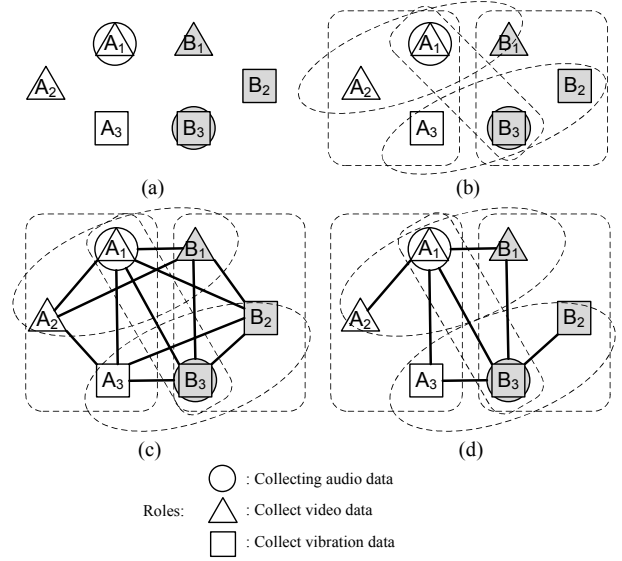 A1 B1 A1 B1
A2 B2 A2 B2
A3 B3 A3 B3
(a) (b)
A1 B1 A1 B1
A2 B2 A2 B2
A3 B3 A3 B3
(c) (d)
: Collecting audio data
Roles: : Collect video data
: Collect vibration data